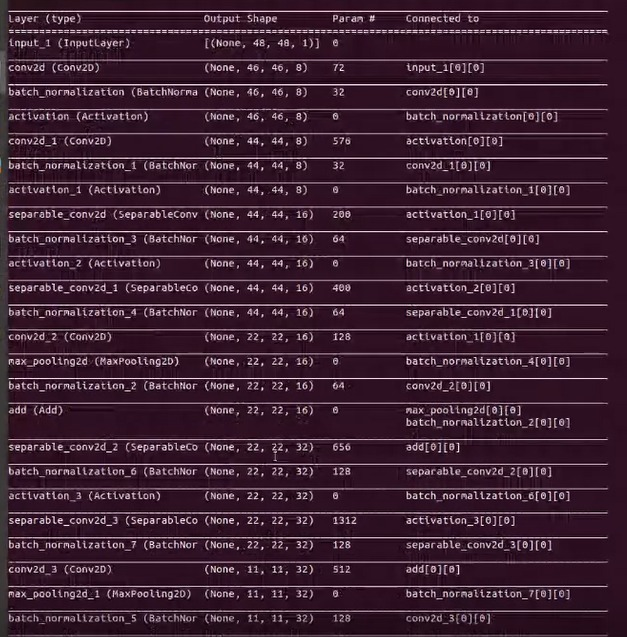 Layer (type) Output Shape Param # Connected to
input_1 (InputLayer) [(None, 48, 48, 1)] 0
conv2d (Conv2D) (None, 46, 46, 8) 72 input_1[0][0]
batch_normalization (BatchNorma (None, 46, 46, 8) 32 conv2d[0][0]
activation (Activation) (None, 46, 46, 8) 0 batch_normalization[0][0]
conv2d_1 (Conv2D) (None, 44, 44, 8) 576 activation[0][0]
batch_normalization_1 (BatchNor (None, 44, 44, 8) 32 conv2d_1[0][0]
activation_1 (Activation) (None, 44, 44, 8) 0 batch_normalization_1[0][0]
separable_conv2d (SeparableConv (None, 44, 44, 16) 200 activation_1[0][0]
batch_normalization_3 (BatchNor (None, 44, 44, 16) 64 separable_conv2d[0][0]
activation_2 (Activation) (None, 44, 44, 16) 0 batch_normalization_3[0][0]
separable_conv2d_1 (SeparableCo (None, 44, 44, 16) 400 activation_2[0][0]
batch_normalization_4 (BatchNor (None, 44, 44, 16) 64 separable_conv2d_1[0][0]
conv2d_2 (Conv2D) (None, 22, 22, 16) 128 activation_1[0][0]
max_pooling2d (MaxPooling2D) (None, 22, 22, 16) 0 batch_normalization_4[0][0]
batch_normalization_2 (BatchNor (None, 22, 22, 16) 64 conv2d_2[0][0]
add (Add) (None, 22, 22, 16) 0 max_pooling2d[0][0]
batch_normalization_2[0][0]
separable_conv2d_2 (SeparableCo (None, 22, 22, 32) 656 add[0][0]
batch_normalization_6 (BatchNor (None, 22, 22, 32) 128 separable_conv2d_2[0][0]
activation_3 (Activation) (None, 22, 22, 32) 0 batch_normalization_6[0][0]
separable_conv2d_3 (SeparableCo (None, 22, 22, 32) 1312 activation_3[0][0]
batch_normalization_7 (BatchNor (None, 22, 22, 32) 128 separable_conv2d_3[0][0]
conv2d_3 (Conv2D) (None, 11, 11, 32) 512 add[0][0]
max_pooling2d_1 (MaxPooling2D) (None, 11, 11, 32) 0 batch_normalization_7[0][0]
batch_normalization_5 (BatchNor (None, 11, 11, 32) 128 conv2d_3[0][0]